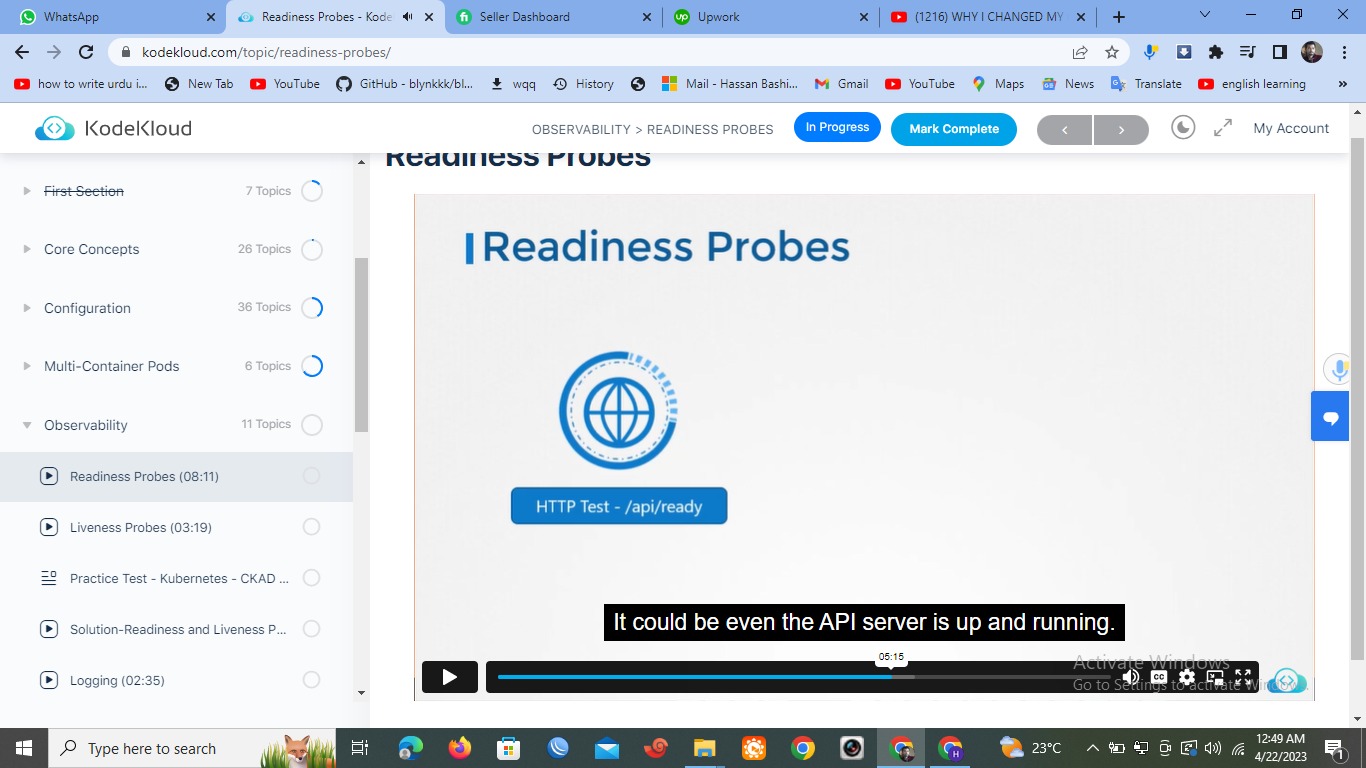 WhatsApp
Readiness Probes - Kode
Seller Dashboard
Upwork
(1216) WHY I CHANGED MY
kodekloud.com/topic/readiness-probes/
how to write urdu i...
New Tab
YouTube
GitHub - blynkkk/bl...
wqq
History
Mail - Hassan Bashi...
Gmail
YouTube
Maps
News
Translate
english learning
»
KodeKloud
OBSERVABILITY > READINESS PROBES
In Progress
Mark Complete
My Account
Readiness Probes
First Section
7 Topics
Core Concepts
26 Topics
Configuration
36 Topics
Multi-Container Pods
6 Topics
Observability
11 Topics
Readiness Probes (08:11)
Liveness Probes (03:19)
Practice Test - Kubernetes - CKAD ...
Solution-Readiness and Liveness P...
Logging (02:35)
Readiness Probes
HTTP Test - /api/ready
It could be even the API server is up and running.
05:15
CC
Activate Windows
Go to Settings to activate Windows.
Type here to search
23°C
12:49 AM
4/22/2023
1